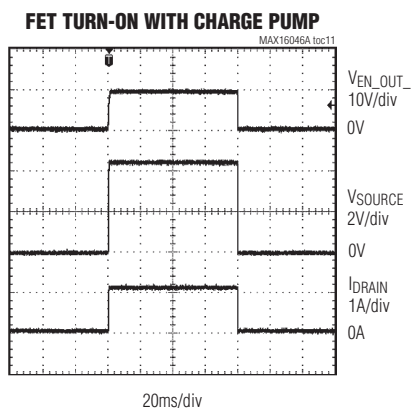 FET TURN-ON WITH CHARGE PUMP
MAX16046A toc11
T
VEN_OUT_
10V/div
0V
VSOURCE
2V/div
0V
IDRAIN
1A/div
0A
20ms/div